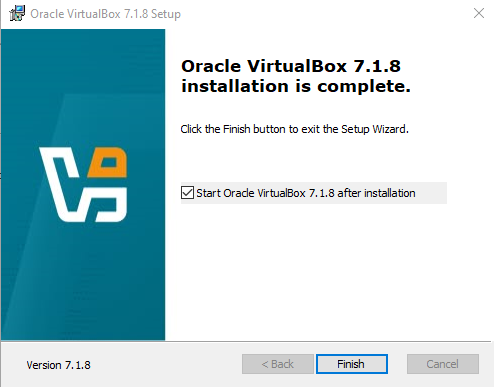 Oracle VirtualBox 7.1.8 Setup
Oracle VirtualBox 7.1.8
installation is complete.
Click the Finish button to exit the Setup Wizard.
Start Oracle VirtualBox 7.1.8 after installation
Version 7.1.8
< Back
Finish
Cancel